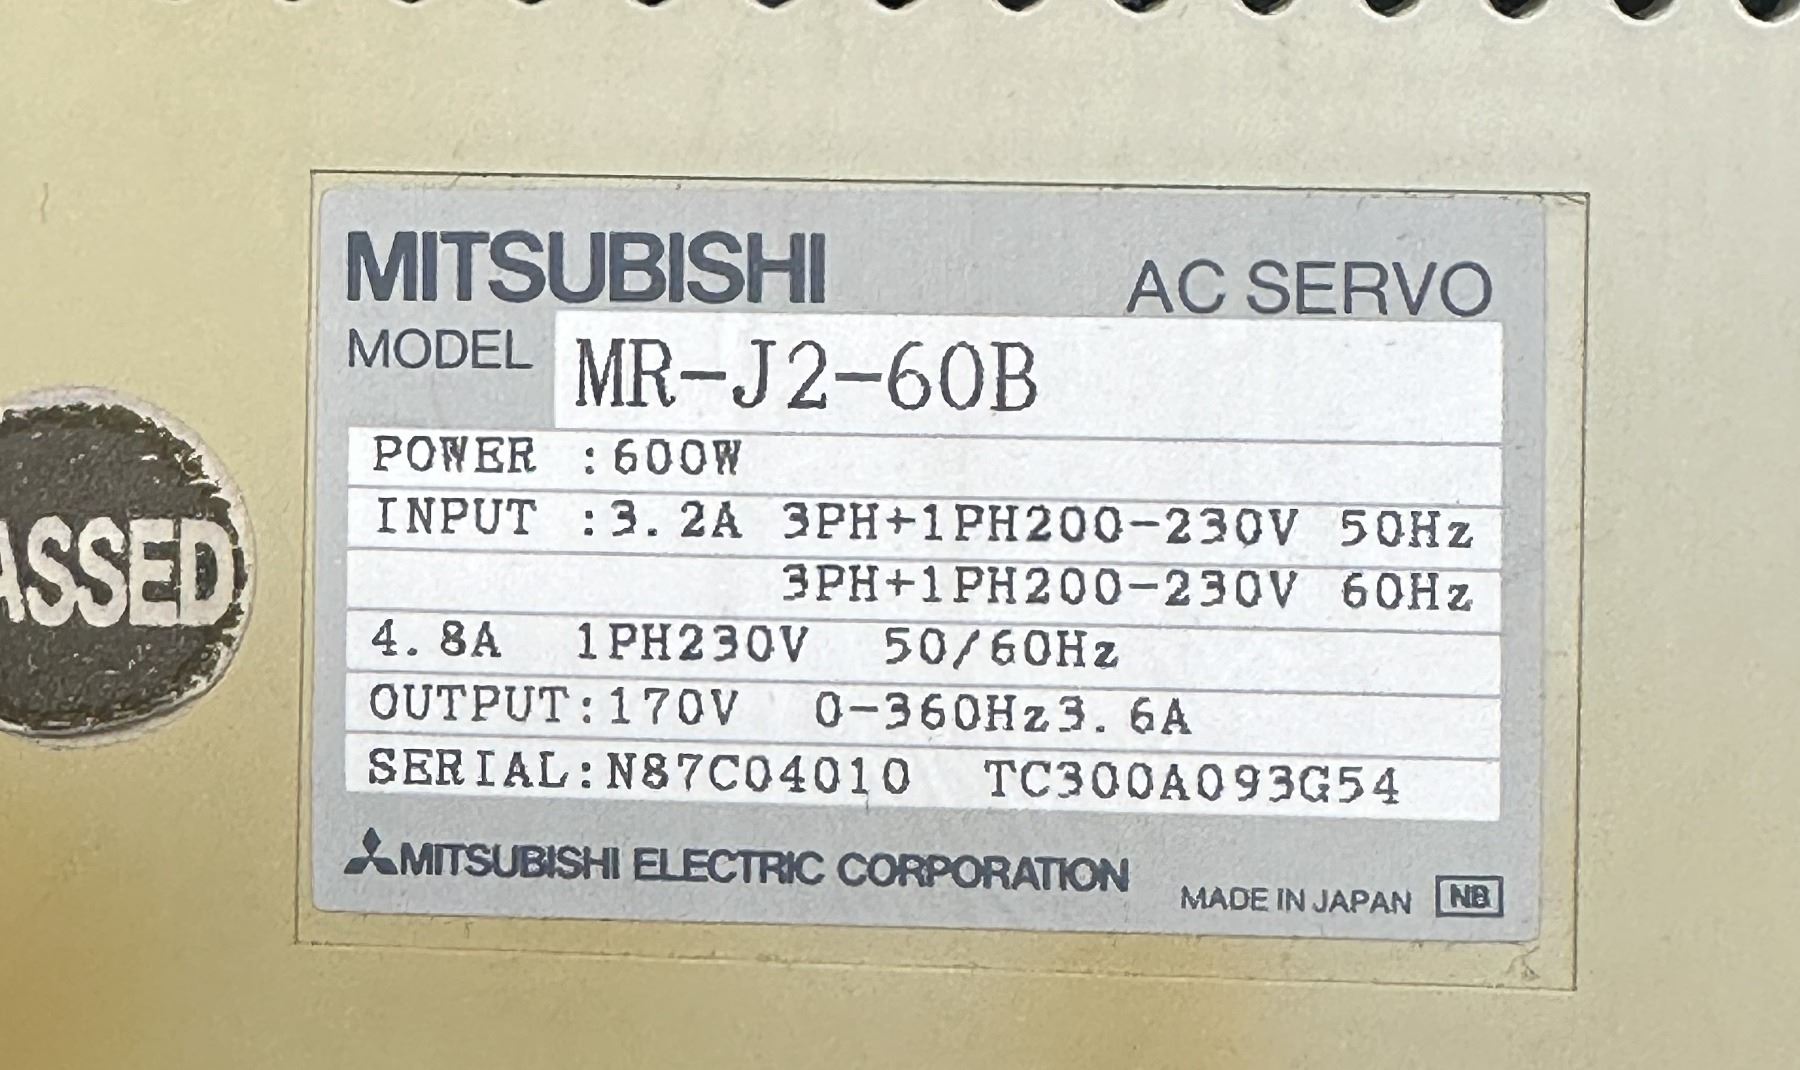 MITSUBISHI
AC SERVO
MODEL MR-J2-60B
POWER :600W
INPUT :3.2A 3PH+1PH200-230V 50Hz
3PH+1PH200-230V 60Hz
4.8A 1PH230V 50/60Hz
OUTPUT:170V 0-360Hz3.6A
SERIAL:N87C04010 TC300A093G54
MITSUBISHI ELECTRIC CORPORATION
MADE IN JAPAN NB
ASSED